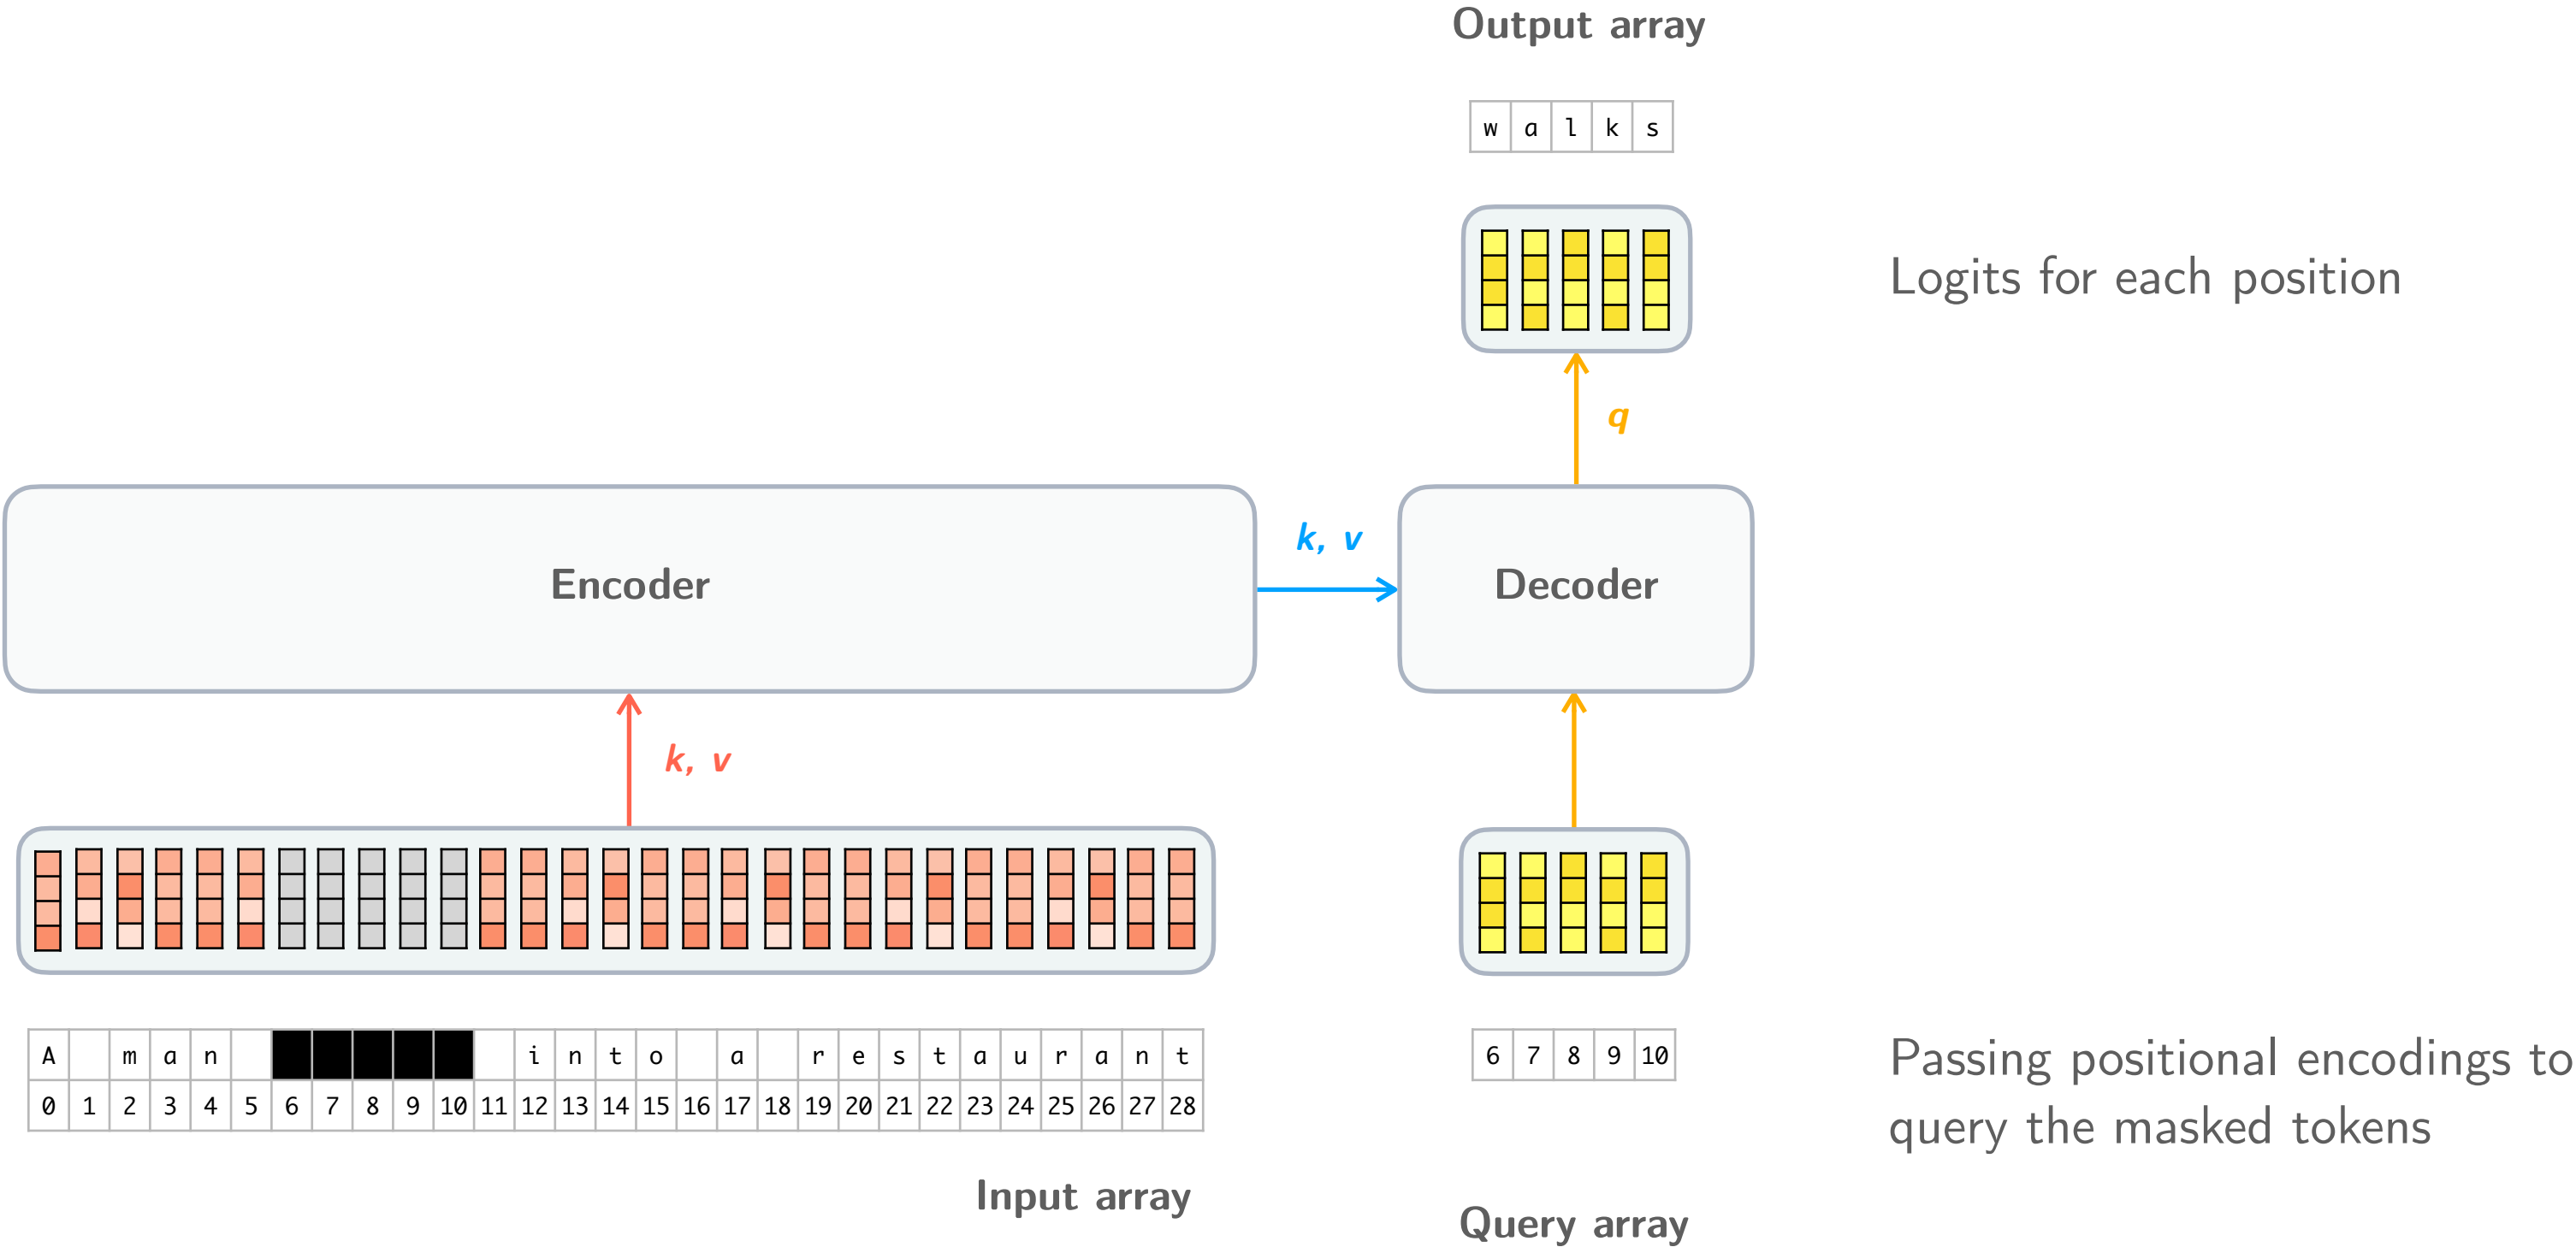 Output array
w a l k s
Logits for each position
q
k, v
Encoder
Decoder
k, v
A m a n i n t o a r e s t a u r a n t
0 1 2 3 4 5 6 7 8 9 10 11 12 13 14 15 16 17 18 19 20 21 22 23 24 25 26 27 28
6 7 8 9 10
Passing positional encodings to
query the masked tokens
Input array
Query array